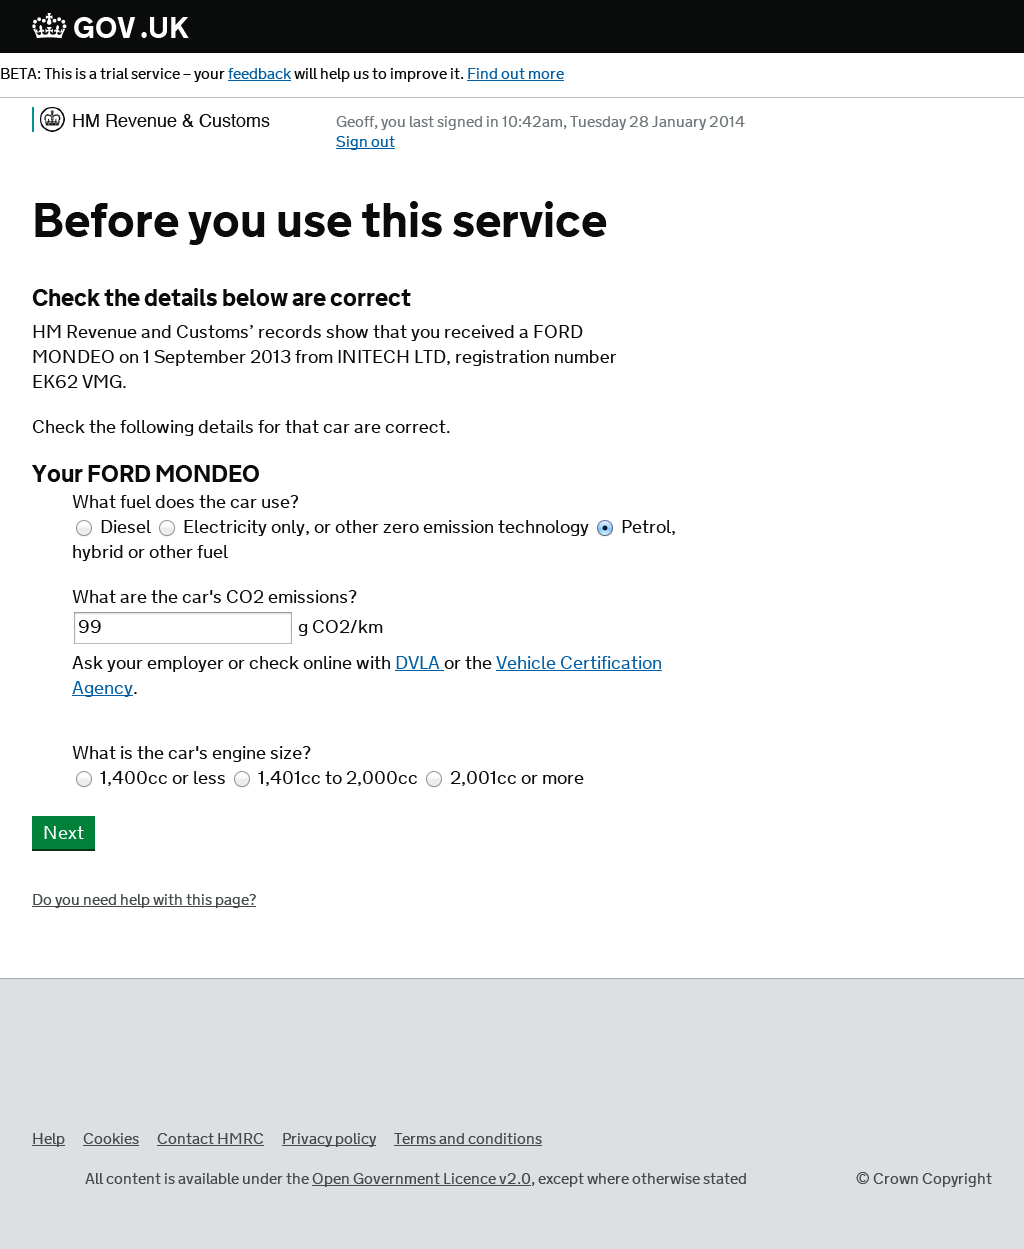 GOV.UK
BETA: This is a trial service – your feedback will help us to improve it. Find out more
HM Revenue & Customs
Geoff, you last signed in 10:42am, Tuesday 28 January 2014
Sign out
Before you use this service
Check the details below are correct
HM Revenue and Customs’ records show that you received a FORD
MONDEO on 1 September 2013 from INITECH LTD, registration number
EK62 VMG.
Check the following details for that car are correct.
Your FORD MONDEO
What fuel does the car use?
Diesel Electricity only, or other zero emission technology Petrol,
hybrid or other fuel
What are the car's CO2 emissions?
99 g CO2/km
Ask your employer or check online with DVLA or the Vehicle Certification
Agency.
What is the car's engine size?
1,400cc or less 1,401cc to 2,000cc 2,001cc or more
Next
Do you need help with this page?
Help Cookies Contact HMRC Privacy policy Terms and conditions
All content is available under the Open Government Licence v2.0, except where otherwise stated
© Crown Copyright